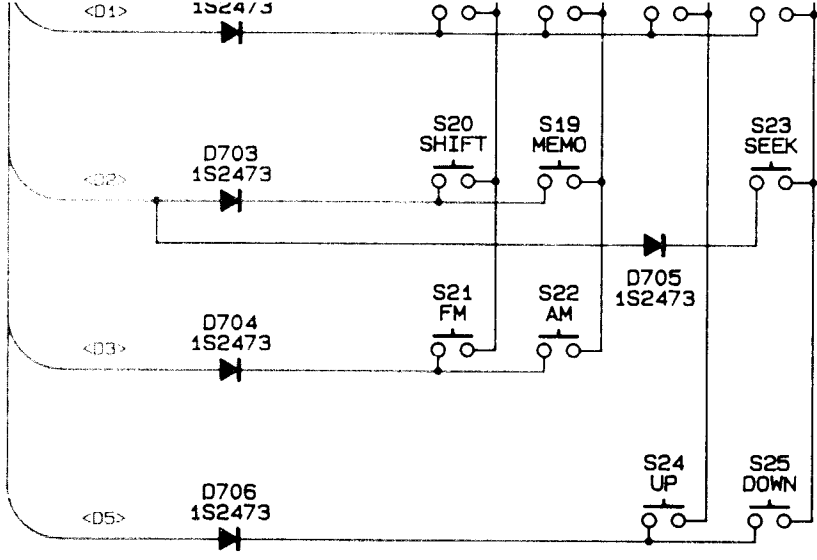 <D1>
1S2473
S20
SHIFT
S19
MEMO
S23
SEEK
D703
1S2473
<D2>
D705
1S2473
S21
FM
S22
AM
D704
1S2473
<D3>
S24
UP
S25
DOWN
D706
1S2473
<D5>